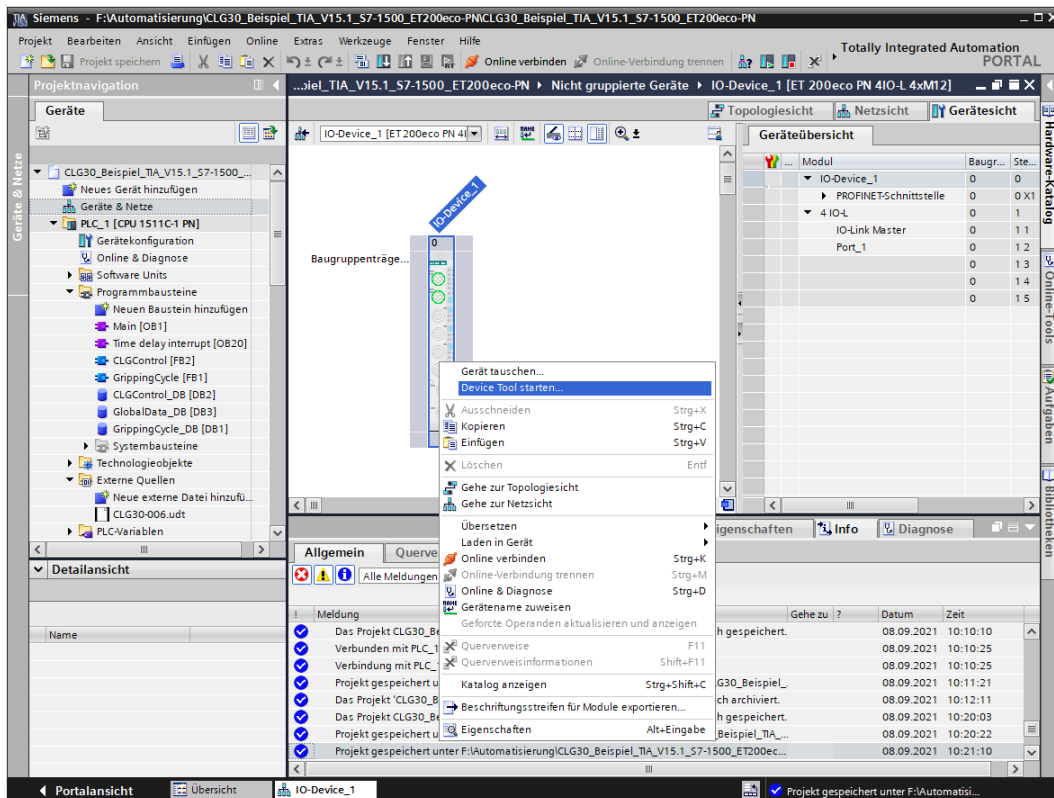 Siemens - F:\Automatisierung\CLG30_Beispiel_TIA_V15.1_S7-1500_ET200eco-PN\CLG30_Beispiel_TIA_V15.1_S7-1500_ET200eco-PN
Projekt Bearbeiten Ansicht Einfügen Online Extras Werkzeuge Fenster Hilfe
Totally Integrated Automation
PORTAL
Projekt speichern
Online verbinden
Online-Verbindung trennen
Projektnavigation
Geräte
Geräte & Netze
CLG30_Beispiel_TIA_V15.1_S7-1500_...
Neues Gerät hinzufügen
Geräte & Netze
PLC_1 [CPU 1511C-1 PN]
Gerätekonfiguration
Online & Diagnose
Software Units
Programmbausteine
Neuen Baustein hinzufügen
Main [OB1]
Time delay interrupt [OB20]
CLGControl [FB2]
GrippingCycle [FB1]
CLGControl_DB [DB2]
GlobalData_DB [DB3]
GrippingCycle_DB [DB1]
Systembausteine
Technologieobjekte
Externe Quellen
Neue externe Datei hinzufü...
CLG30-006.udt
PLC-Variablen
Detailansicht
Name
...piel_TIA_V15.1_S7-1500_ET200eco-PN Nicht gruppierte Geräte IO-Device_1 [ET 200eco PN 4IO-L 4xM12]
Topologiesicht Netzsicht Gerätesicht
IO-Device_1 [ET 200eco PN 4I
IO-Device_1
Baugruppenträge...
0
Geräteübersicht
... Modul Baugr... Ste...
IO-Device_1 0 0
PROFINET-Schnittstelle 0 0 X1
4 IO-L 0 1
IO-Link Master 0 1 1
Port_1 0 1 2
0 1 3
0 1 4
0 1 5
Gerät tauschen...
Device Tool starten...
Ausschneiden Strg+X
Kopieren Strg+C
Einfügen Strg+V
Löschen Entf
Gehe zur Topologiesicht
Gehe zur Netzsicht
Übersetzen
Laden in Gerät
Online verbinden Strg+K
Online-Verbindung trennen Strg+M
Online & Diagnose Strg+D
Gerätename zuweisen
Geforcte Operanden aktualisieren und anzeigen
Querverweise F11
Querverweisinformationen Shift+F11
Katalog anzeigen Strg+Shift+C
Beschriftungsstreifen für Module exportieren...
Eigenschaften Alt+Eingabe
igenschaften Info Diagnose
Allgemein Querve
Alle Meldungen
! Meldung Gehe zu ? Datum Zeit
Das Projekt CLG30_Be h gespeichert. 08.09.2021 10:10:10
Verbunden mit PLC_1 08.09.2021 10:10:25
Verbindung mit PLC_ 08.09.2021 10:10:25
Projekt gespeichert u G30_Beispiel_. 08.09.2021 10:11:21
Das Projekt 'CLG30_B ch archiviert. 08.09.2021 10:12:11
Das Projekt CLG30_Be h gespeichert. 08.09.2021 10:20:03
Projekt gespeichert u Beispiel_TIA_... 08.09.2021 10:20:22
Projekt gespeichert unter F:\Automatisierung\CLG30_Beispiel_TIA_V15.1_S7-1500_ET200ec... 08.09.2021 10:21:10
Hardware-Katalog
Online-Tools
Aufgaben
Bibliotheken
Portalansicht Übersicht IO-Device_1 Projekt gespeichert unter F:\Automatisi...